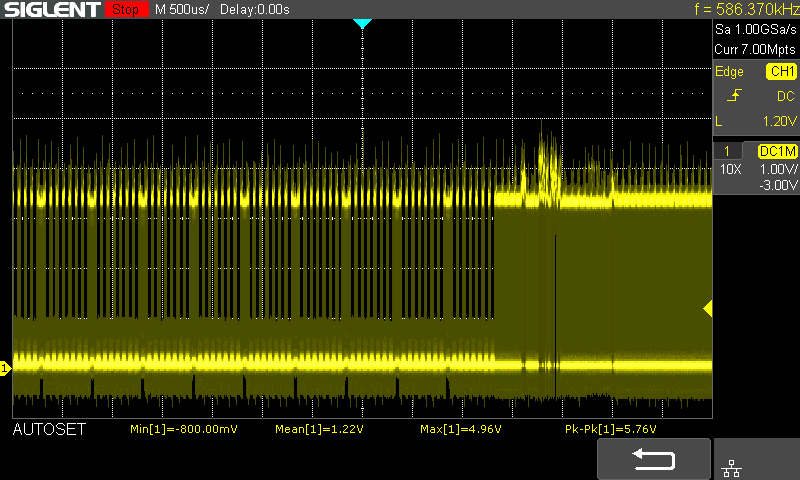 SIGLENT Stop M 500us/ Delay:0.00s f = 586.370kHz
Sa 1.00GSa/s
Curr 7.00Mpts
Edge CH1
DC
L 1.20V
1 DC1M
10X 1.00V/
-3.00V
1
AUTOSET Min[1]=-800.00mV Mean[1]=1.22V Max[1]=4.96V Pk-Pk[1]=5.76V